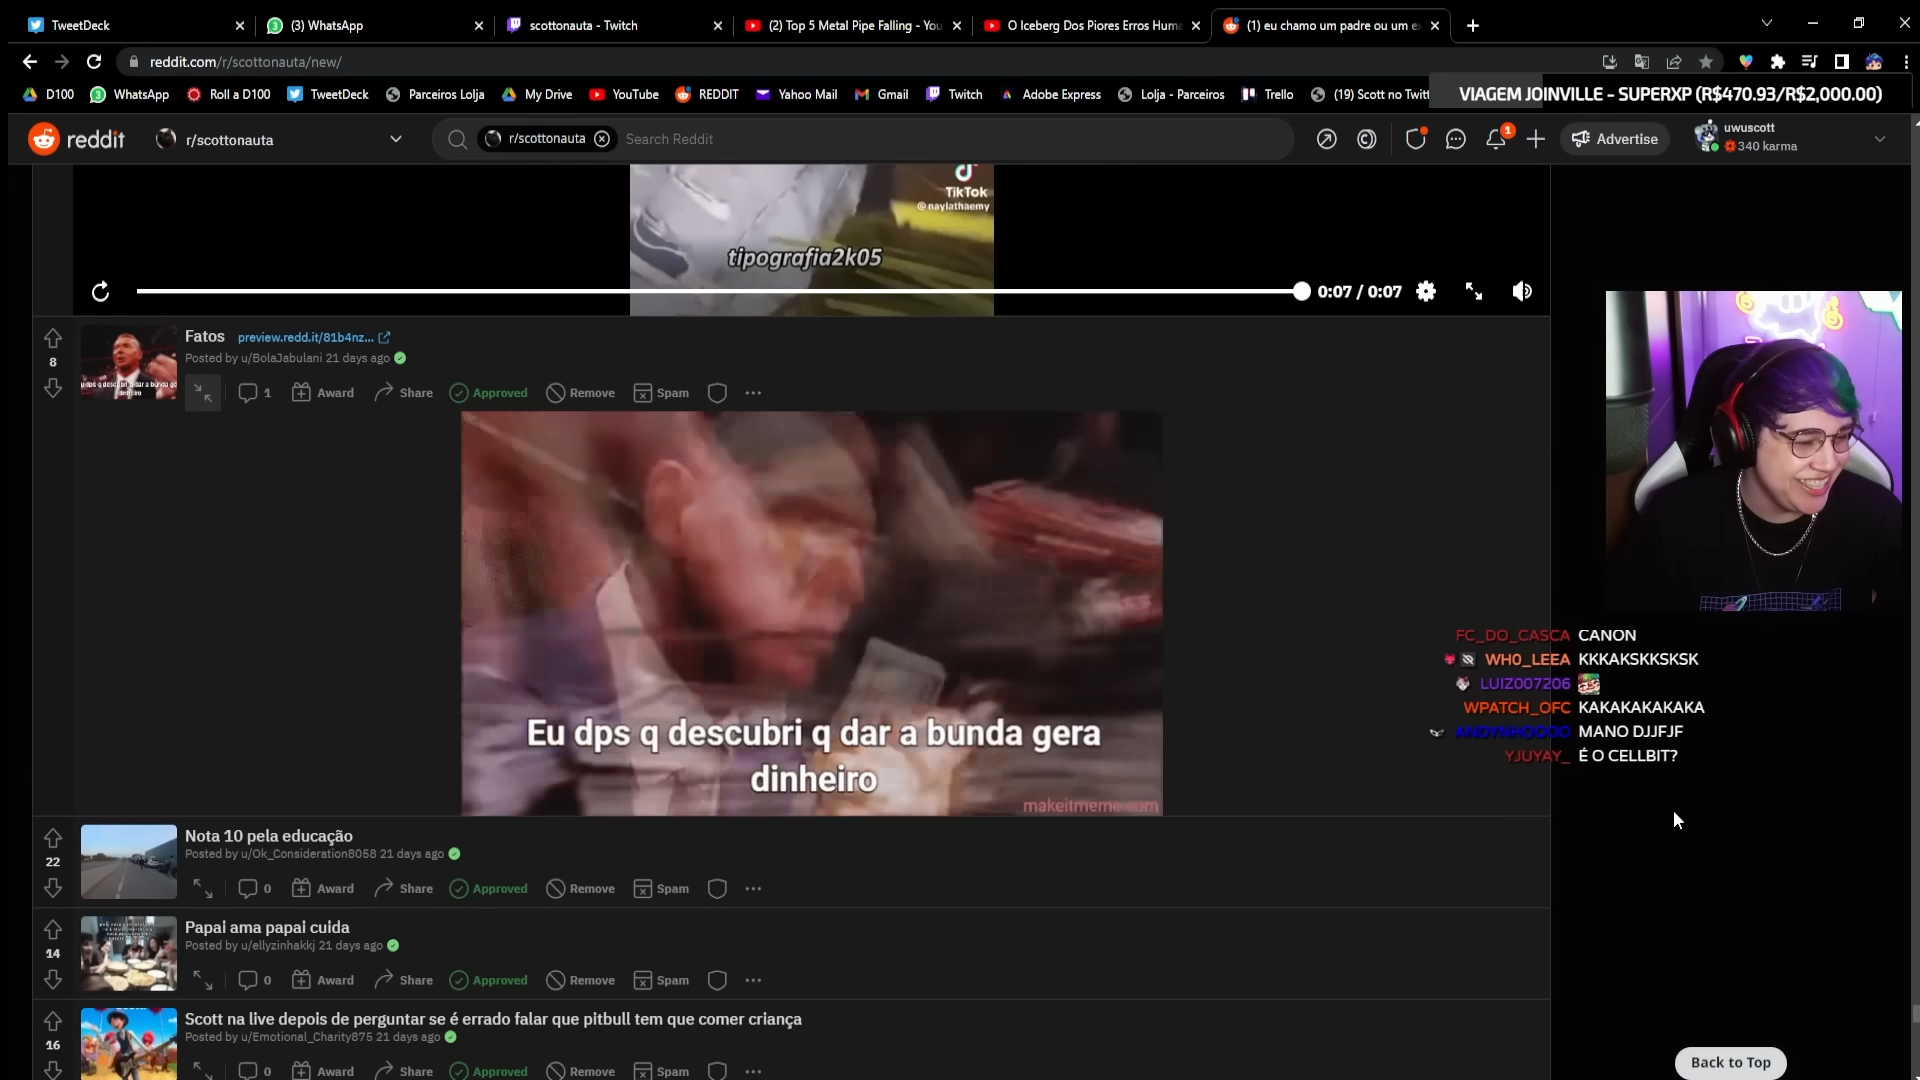 TweetDeck
(3) WhatsApp
scottonauta - Twitch
(2) Top 5 Metal Pipe Falling - You
O Iceberg Dos Piores Erros Huma
(1) eu chamo um padre ou um e
reddit.com/r/scottonauta/new/
D100
WhatsApp
Roll a D100
TweetDeck
Parceiros Lolja
My Drive
YouTube
REDDIT
Yahoo Mail
Gmail
Twitch
Adobe Express
Lolja - Parceiros
Trello
(19) Scott no Twitt
VIAGEM JOINVILLE - SUPERXP (R$470.93/R$2,000.00)
reddit
r/scottonauta
r/scottonauta
Search Reddit
1
Advertise
uwuscott
340 karma
TikTok
@naylathaemy
tipografia2k05
0:07 / 0:07
8
Fatos
preview.redd.it/81b4nz...
Posted by u/BolaJabulani 21 days ago
1
Award
Share
Approved
Remove
Spam
Eu dps q descubri q dar a bunda gera
dinheiro
makeitmeme.com
FC_DO_CASCA CANON
WH0_LEEA KKKAKSKKSKSK
LUIZ007206
WPATCH_OFC KAKAKAKAKAKA
ANDYNHOOOO MANO DJJFJF
YJUYAY_ É O CELLBIT?
22
Nota 10 pela educação
Posted by u/Ok_Consideration8058 21 days ago
0
Award
Share
Approved
Remove
Spam
14
Papai ama papai cuida
Posted by u/ellyzinhakkj 21 days ago
0
Award
Share
Approved
Remove
Spam
16
Scott na live depois de perguntar se é errado falar que pitbull tem que comer criança
Posted by u/Emotional_Charity875 21 days ago
0
Award
Share
Approved
Remove
Spam
Back to Top